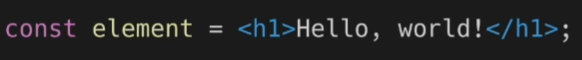 const element = <h1>Hello, world!</h1>;